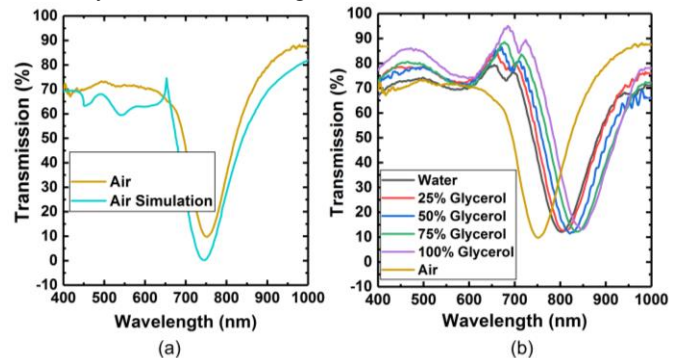 100
90
80
70
60
50
40
30
20
10
0
-10
Transmission (%)
Air
Air Simulation
400 500 600 700 800 900 1000
Wavelength (nm)
(a)
100
90
80
70
60
50
40
30
20
10
0
-10
Transmission (%)
Water
25% Glycerol
50% Glycerol
75% Glycerol
100% Glycerol
Air
400 500 600 700 800 900 1000
Wavelength (nm)
(b)